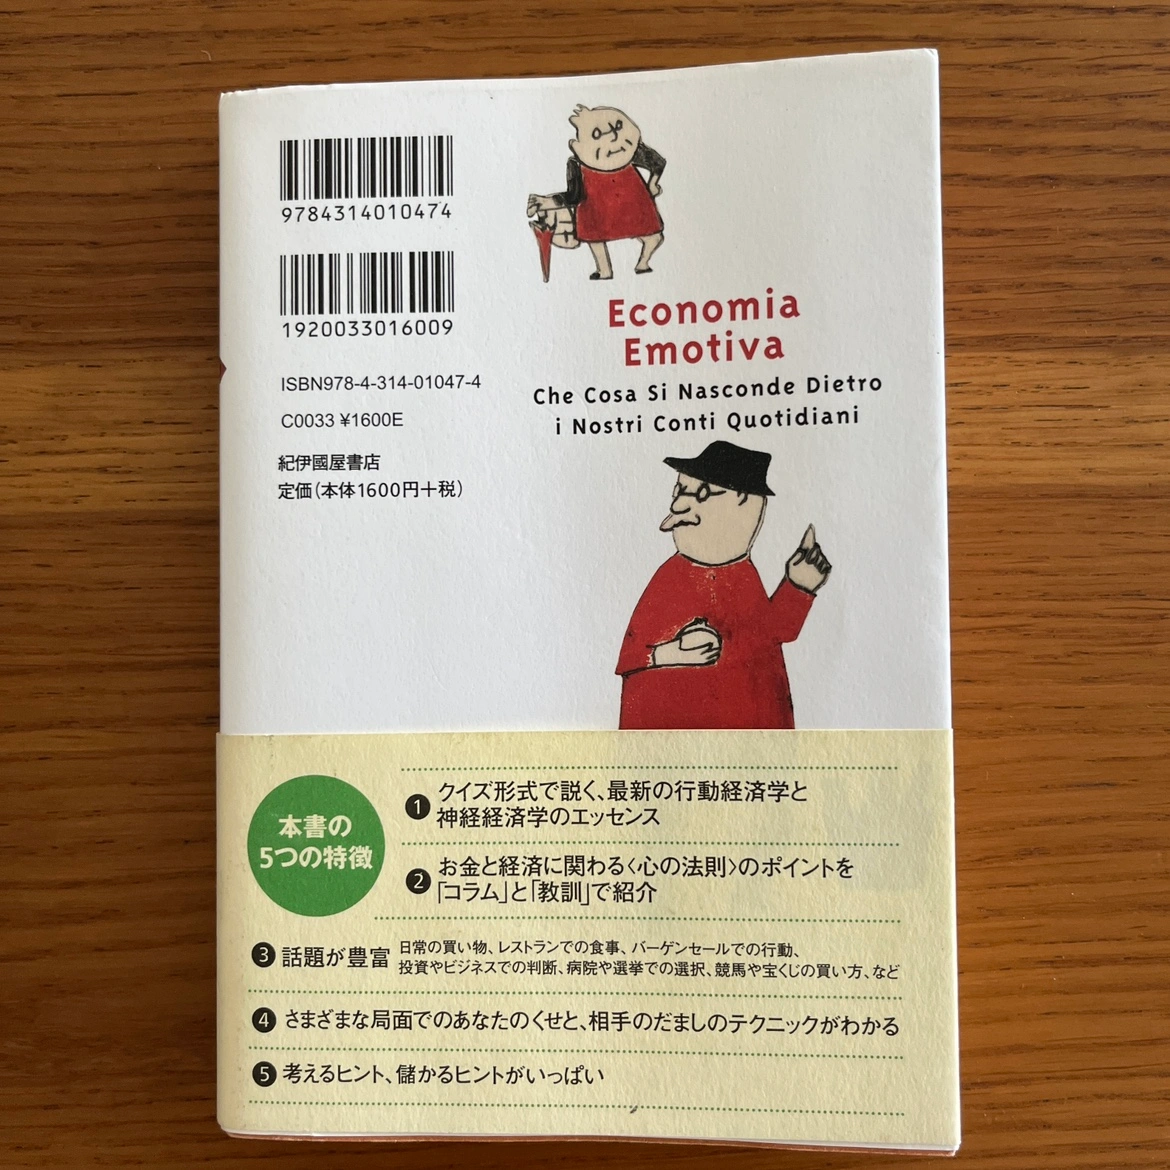 9784314010474
1920033016009
ISBN978-4-314-01047-4
C0033 ¥1600E
紀伊國屋書店
定価(本体1600円+税)
Economia
Emotiva
Che Cosa Si Nasconde Dietro
i Nostri Conti Quotidiani
本書の
5つの特徴
❶ クイズ形式で説く、最新の行動経済学と
神経経済学のエッセンス
❷ お金と経済に関わる〈心の法則〉のポイントを
「コラム」と「教訓」で紹介
❸ 話題が豊富 日常の買い物、レストランでの食事、バーゲンセールでの行動、
投資やビジネスでの判断、病院や選挙での選択、競馬や宝くじの買い方、など
❹ さまざまな局面でのあなたのくせと、相手のだましのテクニックがわかる
❺ 考えるヒント、儲かるヒントがいっぱい